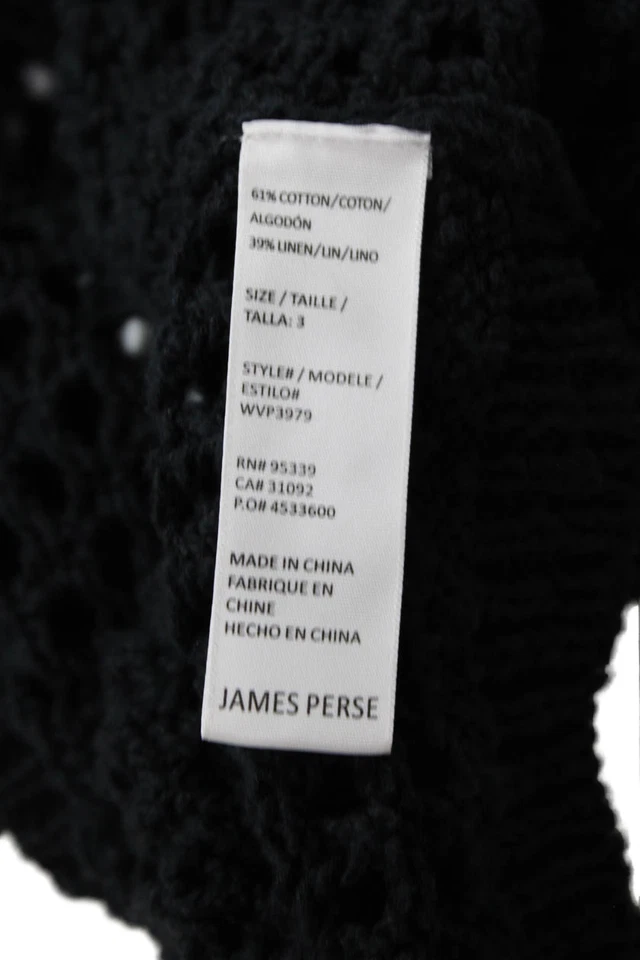 61% COTTON/COTON/
ALGODÓN
39% LINEN/LIN/LINO
SIZE / TAILLE /
TALLA: 3
STYLE# / MODELE /
ESTILO#
WVP3979
RN# 95339
CA# 31092
P.O# 4533600
MADE IN CHINA
FABRIQUE EN
CHINE
HECHO EN CHINA
JAMES PERSE